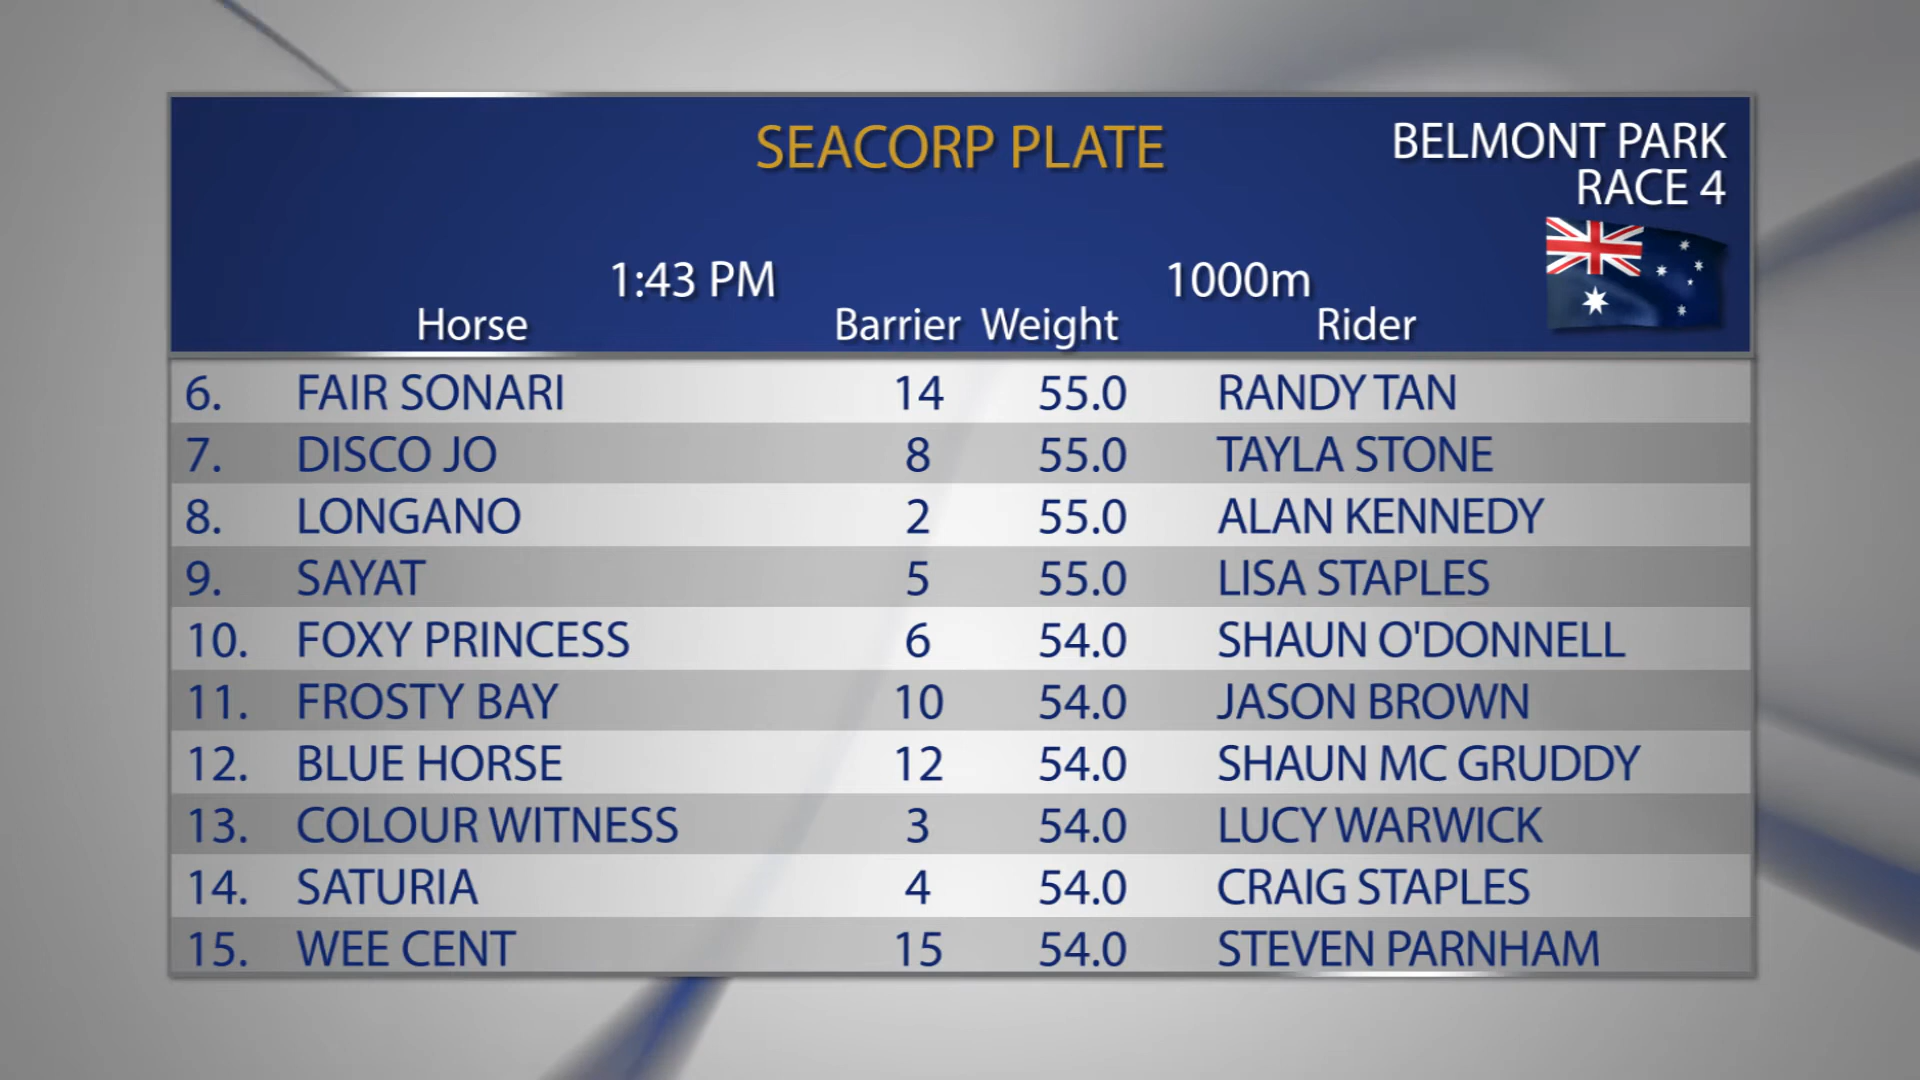 SEACORP PLATE
BELMONT PARK
RACE 4
1:43 PM 1000m
Horse Barrier Weight Rider
6. FAIR SONARI 14 55.0 RANDY TAN
7. DISCO JO 8 55.0 TAYLA STONE
8. LONGANO 2 55.0 ALAN KENNEDY
9. SAYAT 5 55.0 LISA STAPLES
10. FOXY PRINCESS 6 54.0 SHAUN O'DONNELL
11. FROSTY BAY 10 54.0 JASON BROWN
12. BLUE HORSE 12 54.0 SHAUN MC GRUDDY
13. COLOUR WITNESS 3 54.0 LUCY WARWICK
14. SATURIA 4 54.0 CRAIG STAPLES
15. WEE CENT 15 54.0 STEVEN PARNHAM